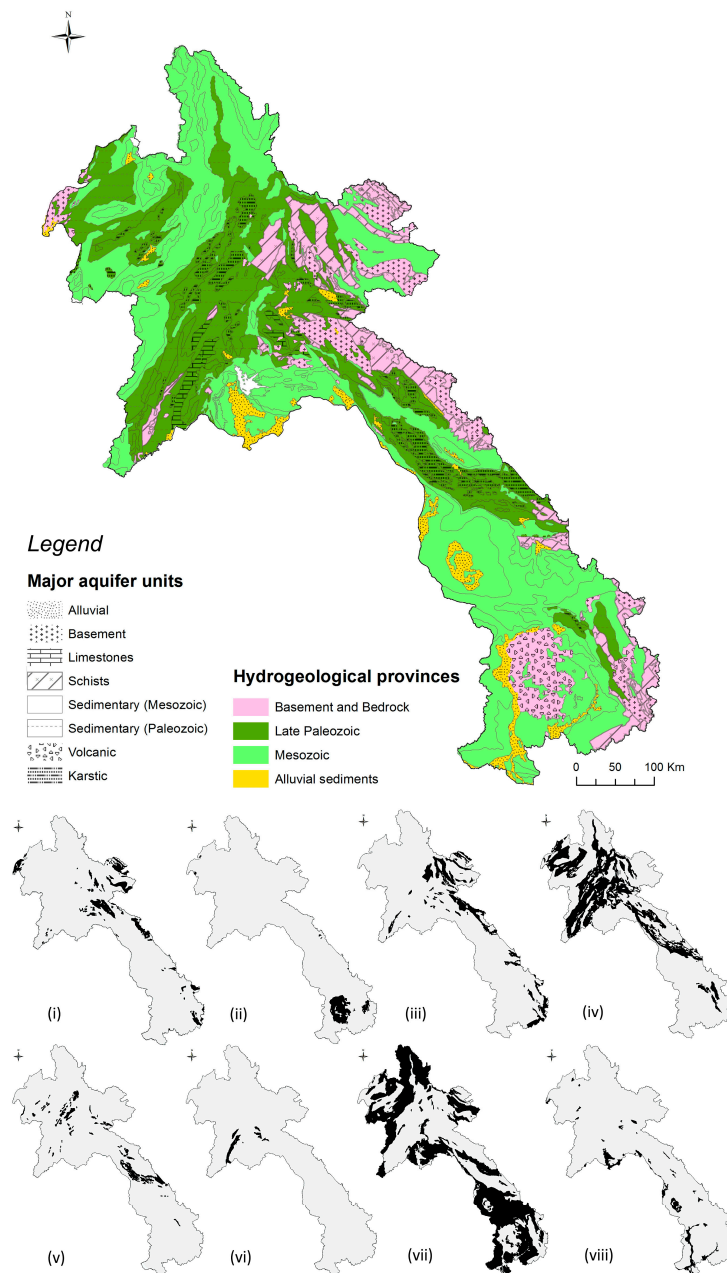 N
Legend
Major aquifer units
Alluvial
Basement
Limestones
Schists
Sedimentary (Mesozoic)
Sedimentary (Paleozoic)
Volcanic
Karstic
Hydrogeological provinces
Basement and Bedrock
Late Paleozoic
Mesozoic
Alluvial sediments
0 50 100 Km
(i)
(ii)
(iii)
(iv)
(v)
(vi)
(vii)
(viii)